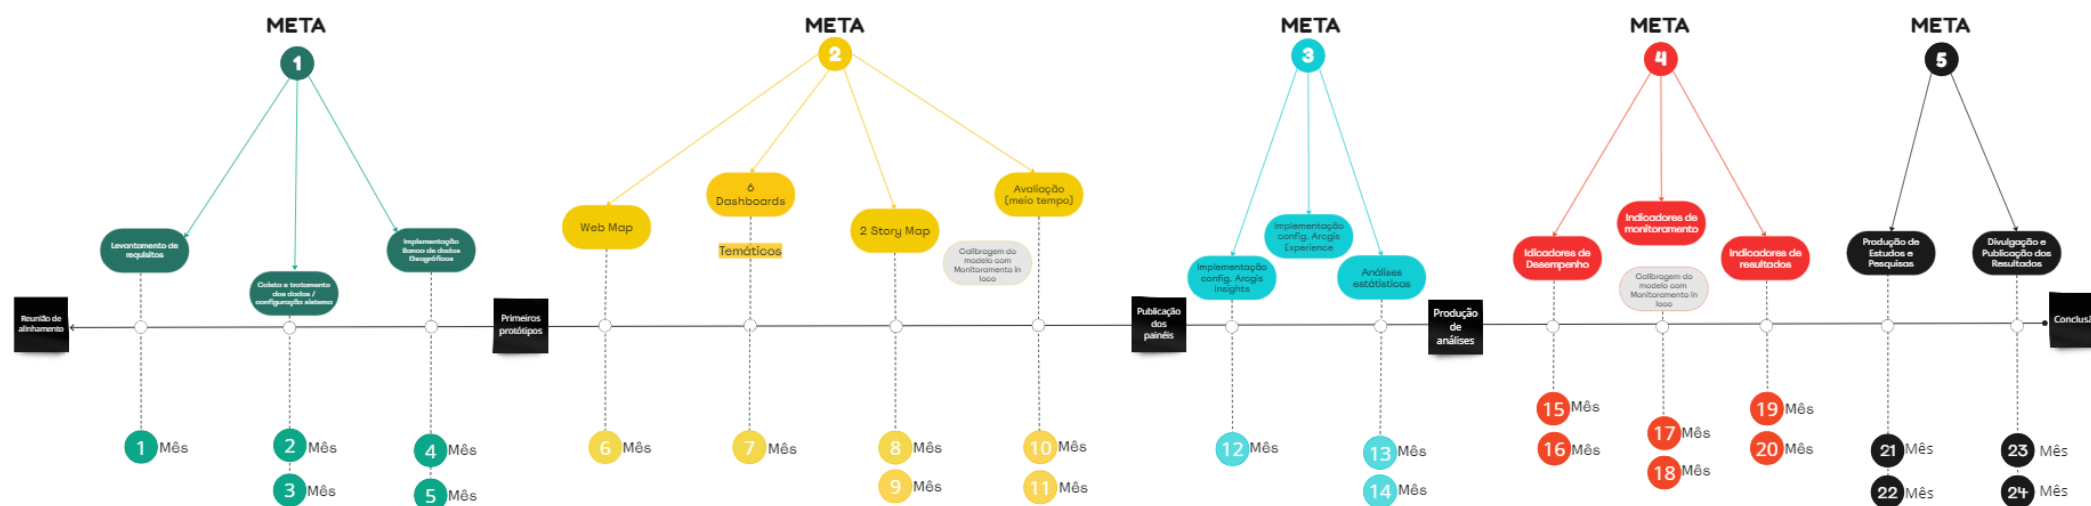 META
1
Levantamento de
requisitos
Coleta e tratamento
dos dados /
configuração sistema
Implementação
Banco de dados
Geográficos
META
2
Web Map
6
Dashboards
Temáticos
2 Story Map
Avaliação
(meio tempo)
Calibragem do
modelo com
Monitoramento in
loco
META
3
Implementação
config. Arcgis
Insights
Implementação
config. Arcgis
Experience
Análises
estátisticas
META
4
Idicadores de
Desempenho
Indicadores de
monitoramento
Calibragem do
modelo com
Monitoramento in
loco
Indicadores de
resultados
META
5
Produção de
Estudos e
Pesquisas
Divulgação e
Publicação dos
Resultados
Reunião de
alinhamento
Primeiros
protótipos
Publicação
dos
painéis
Produção
de
análises
Conclusã
1 Mês
2 Mês
3 Mês
4 Mês
5 Mês
6 Mês
7 Mês
8 Mês
9 Mês
10 Mês
11 Mês
12 Mês
13 Mês
14 Mês
15 Mês
16 Mês
17 Mês
18 Mês
19 Mês
20 Mês
21 Mês
22 Mês
23 Mês
24 Mês